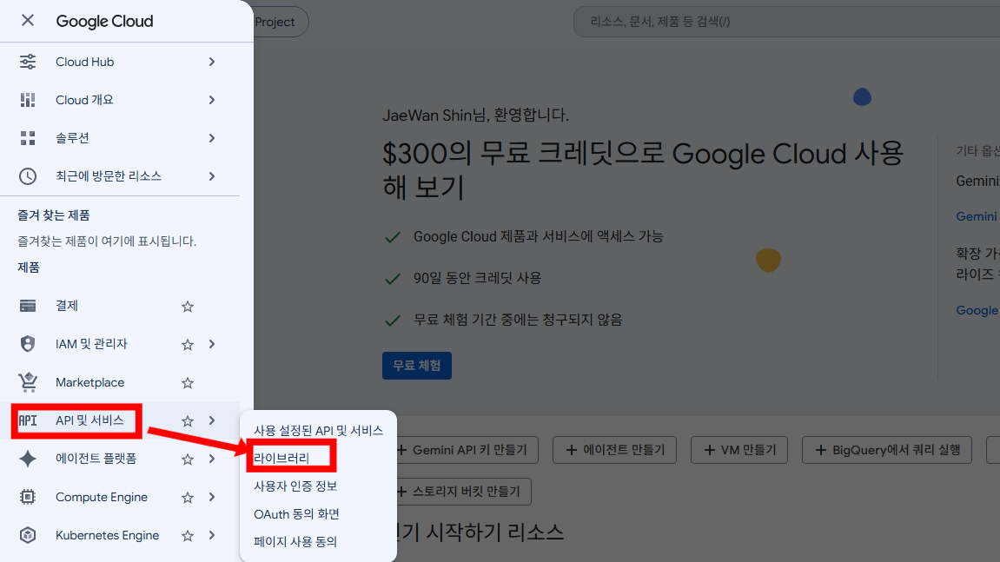 Google Cloud
Project
리소스, 문서, 제품 등 검색(/)
Cloud Hub
Cloud 개요
솔루션
최근에 방문한 리소스
즐겨 찾는 제품
즐겨찾는 제품이 여기에 표시됩니다.
제품
결제
IAM 및 관리자
Marketplace
API API 및 서비스
에이전트 플랫폼
Compute Engine
Kubernetes Engine
사용 설정된 API 및 서비스
라이브러리
사용자 인증 정보
OAuth 동의 화면
페이지 사용 동의
JaeWan Shin님, 환영합니다.
$300의 무료 크레딧으로 Google Cloud 사용
해 보기
Google Cloud 제품과 서비스에 액세스 가능
90일 동안 크레딧 사용
무료 체험 기간 중에는 청구되지 않음
무료 체험
기타 옵션
Gemini
Gemini
확장 가
라이즈
Google
+ Gemini API 키 만들기
+ 에이전트 만들기
+ VM 만들기
+ BigQuery에서 쿼리 실행
+ 스토리지 버킷 만들기
기 시작하기 리소스